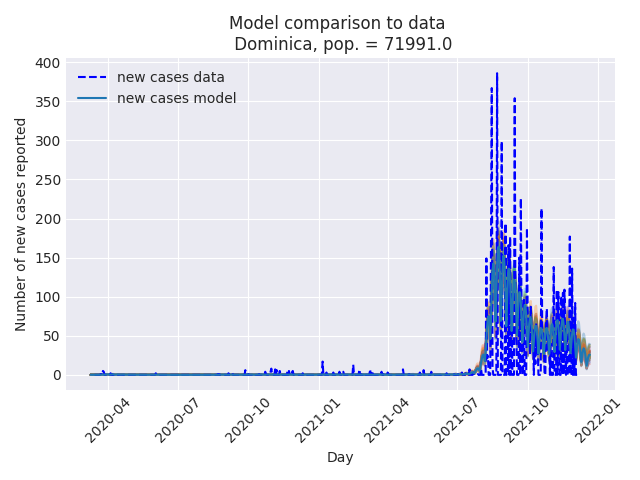 Model comparison to data
Dominica, pop. = 71991.0
new cases data
new cases model
Number of new cases reported
400
350
300
250
200
150
100
50
0
2020-04
2020-07
2020-10
2021-01
2021-04
2021-07
2021-10
2022-01
Day